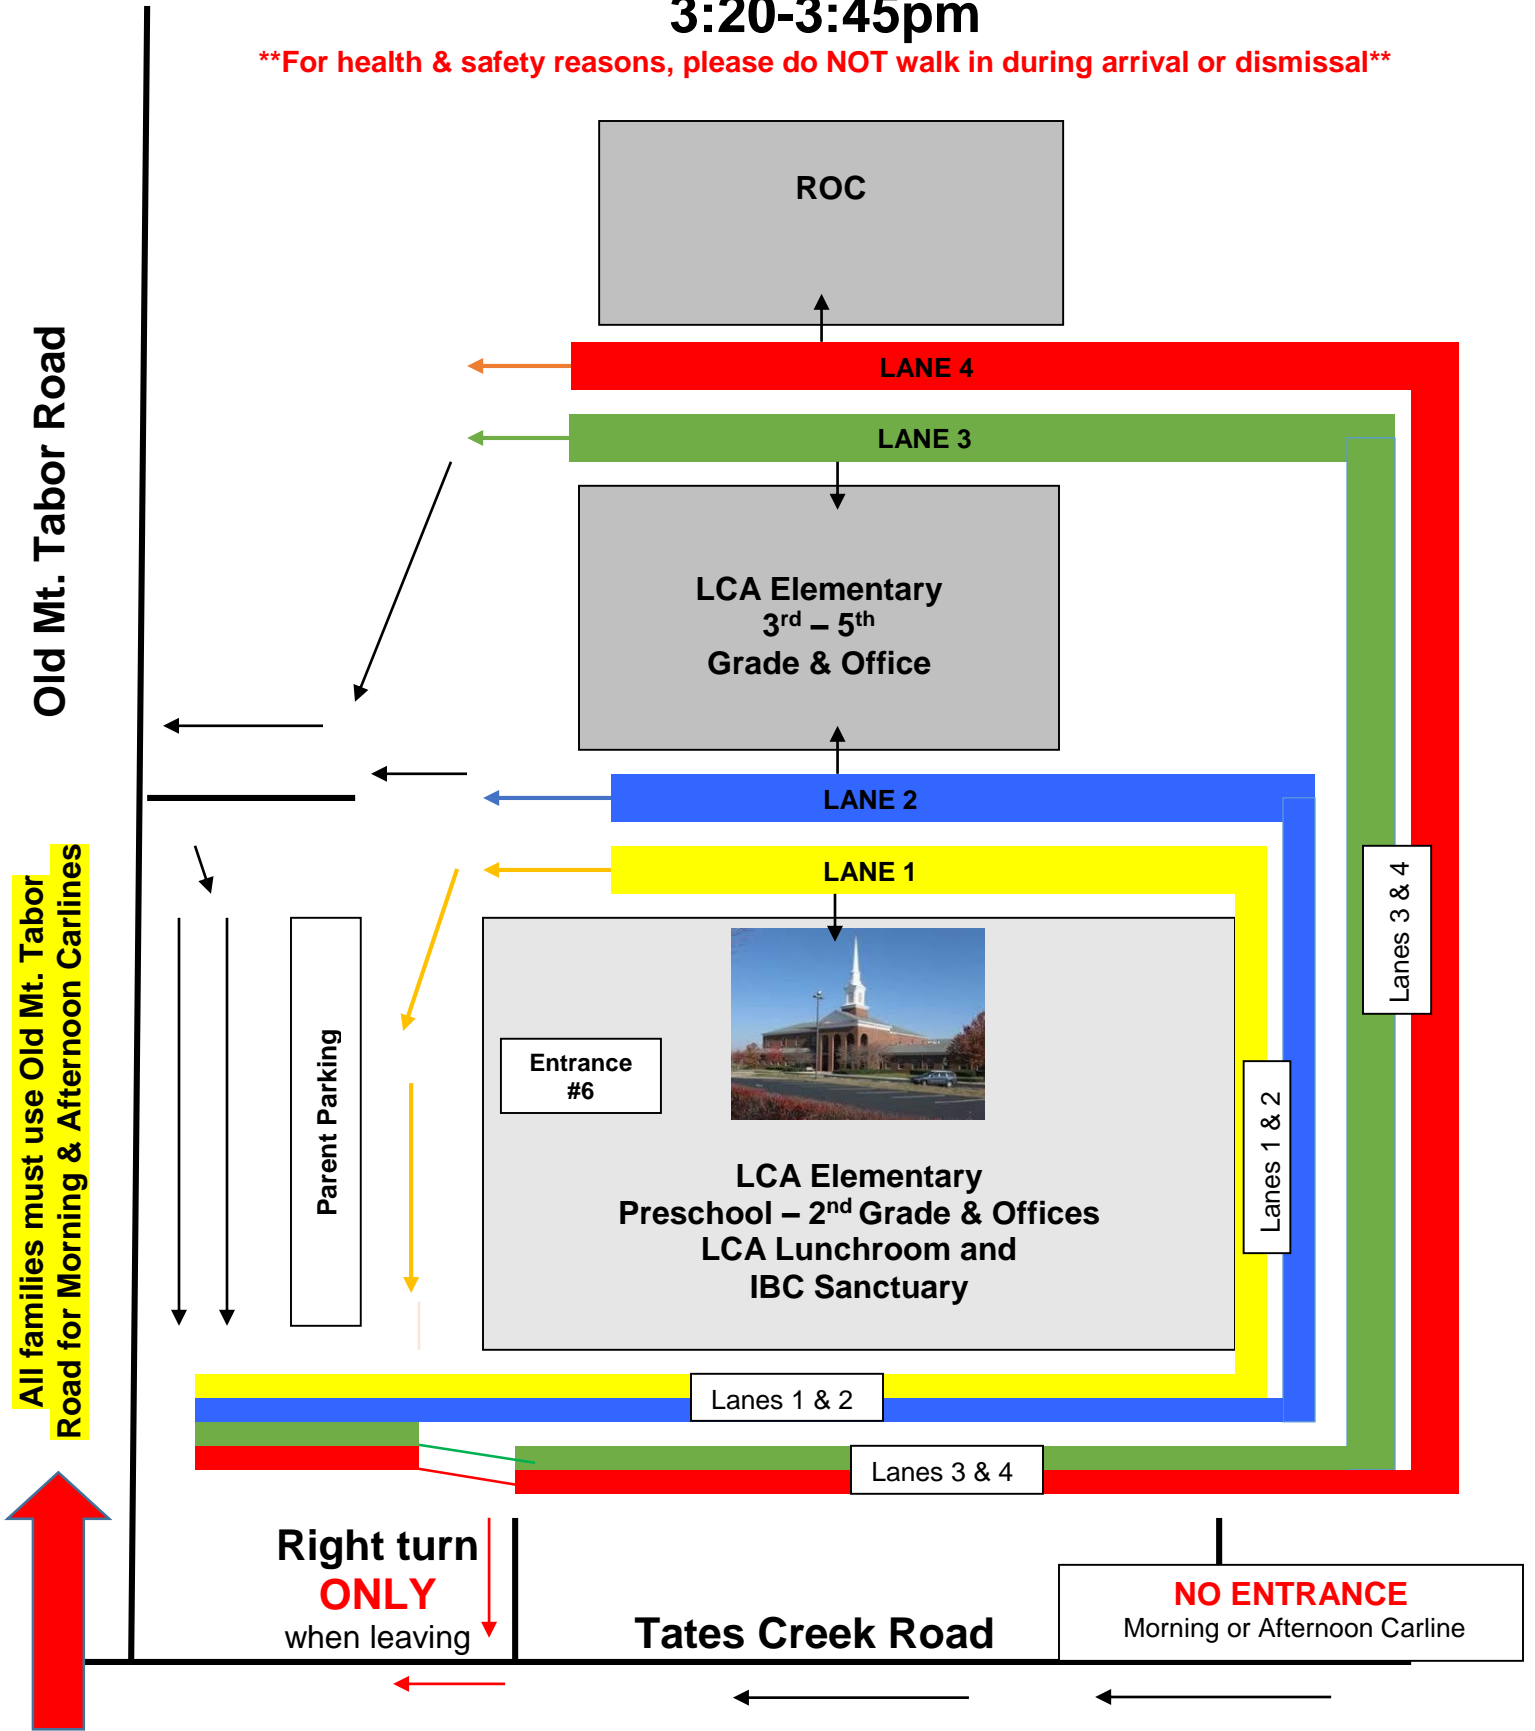 3:20-3:45pm
**For health & safety reasons, please do NOT walk in during arrival or dismissal**
ROC
LANE 4
LANE 3
Old Mt. Tabor Road
LCA Elementary
3rd – 5th
Grade & Office
LANE 2
LANE 1
All families must use Old Mt. Tabor
Road for Morning & Afternoon Carlines
Parent Parking
Entrance
#6
LCA Elementary
Preschool – 2nd Grade & Offices
LCA Lunchroom and
IBC Sanctuary
Lanes 1 & 2
Lanes 3 & 4
Lanes 1 & 2
Lanes 3 & 4
Right turn
ONLY
when leaving
Tates Creek Road
NO ENTRANCE
Morning or Afternoon Carline